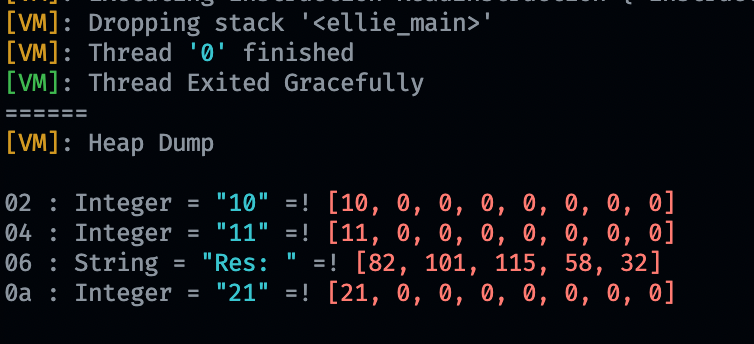 [VM]: Dropping stack '<ellie_main>'
[VM]: Thread '0' finished
[VM]: Thread Exited Gracefully
======
[VM]: Heap Dump
02 : Integer = "10" =! [10, 0, 0, 0, 0, 0, 0, 0]
04 : Integer = "11" =! [11, 0, 0, 0, 0, 0, 0, 0]
06 : String = "Res: " =! [82, 101, 115, 58, 32]
0a : Integer = "21" =! [21, 0, 0, 0, 0, 0, 0, 0]